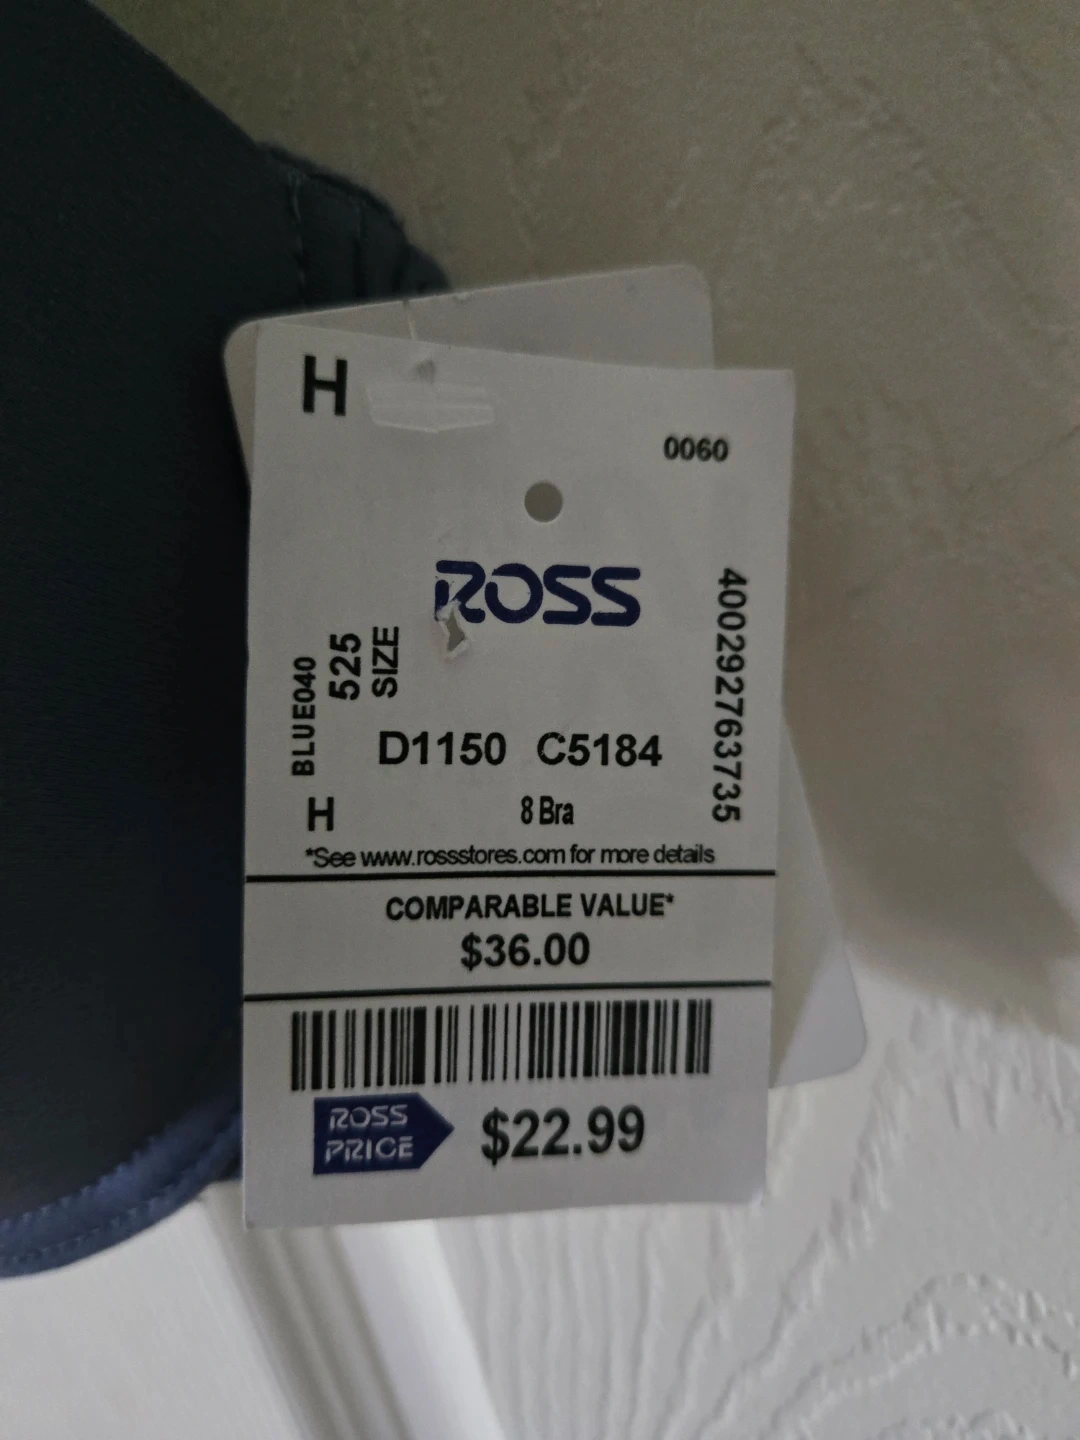 H
0060
ROSS
BLUE040
525
SIZE
400292763735
D1150 C5184
H 8 Bra
*See www.rossstores.com for more details
COMPARABLE VALUE*
$36.00
ROSS
PRICE
$22.99